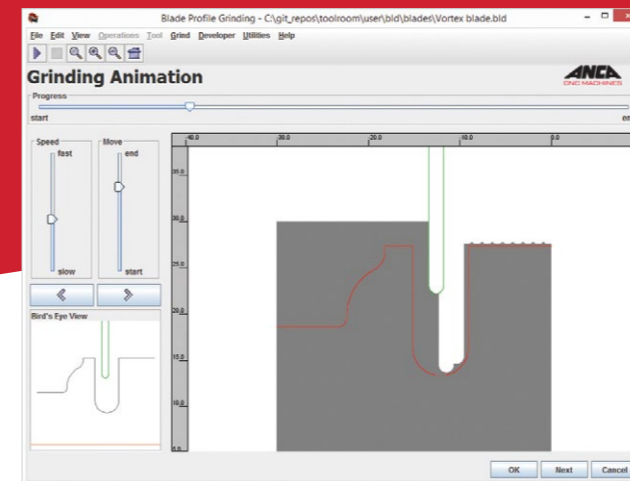 Blade Profile Grinding - C:\git_repos\toolroom\user\bld\blades\Vortex blade.bld
File Edit View Operations Tool Grind Developer Utilities Help
Grinding Animation
ANCA
CNC MACHINES
Progress
start
en
Speed
Move
fast
end
slow
start
Bird's Eye View
-40.0 -30.0 -20.0 -10.0 0.0
35.0
30.0
25.0
20.0
15.0
10.0
5.0
OK Next Cancel